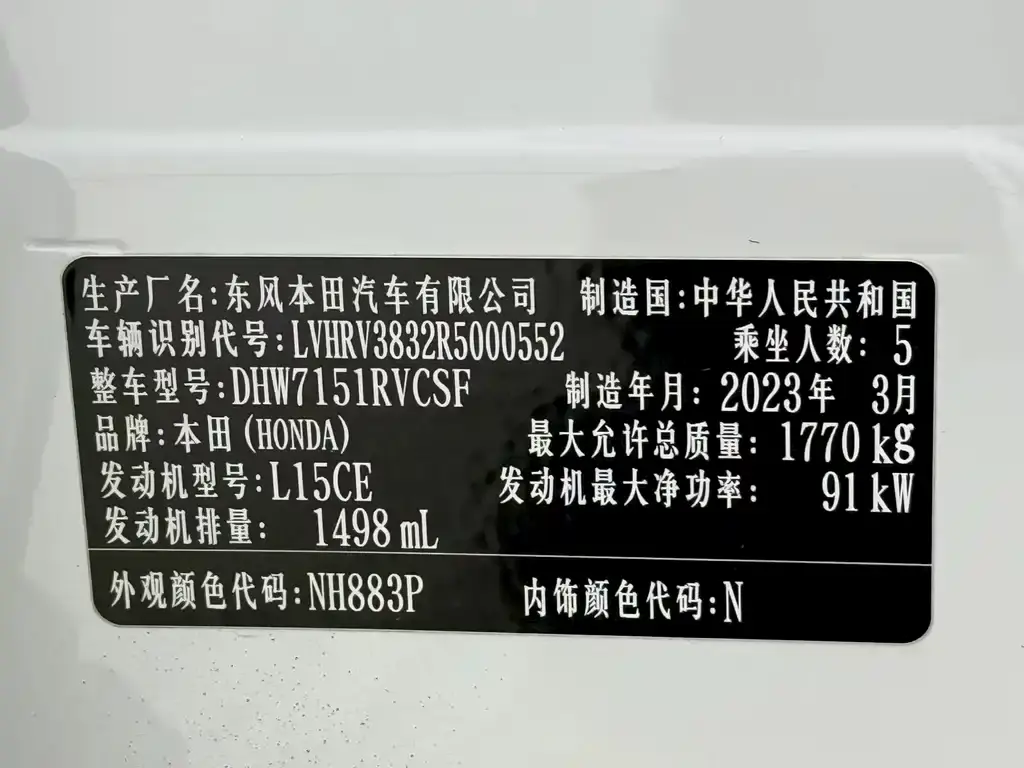 生产厂名:东风本田汽车有限公司 制造国:中华人民共和国
车辆识别代号:LVHRV3832R5000552 乘坐人数: 5
整车型号:DHW7151RVCSF 制造年月: 2023年 3月
品牌:本田(HONDA) 最大允许总质量: 1770 kg
发动机型号:L15CE 发动机最大净功率: 91 kW
发动机排量: 1498 mL
外观颜色代码:NH883P 内饰颜色代码:N